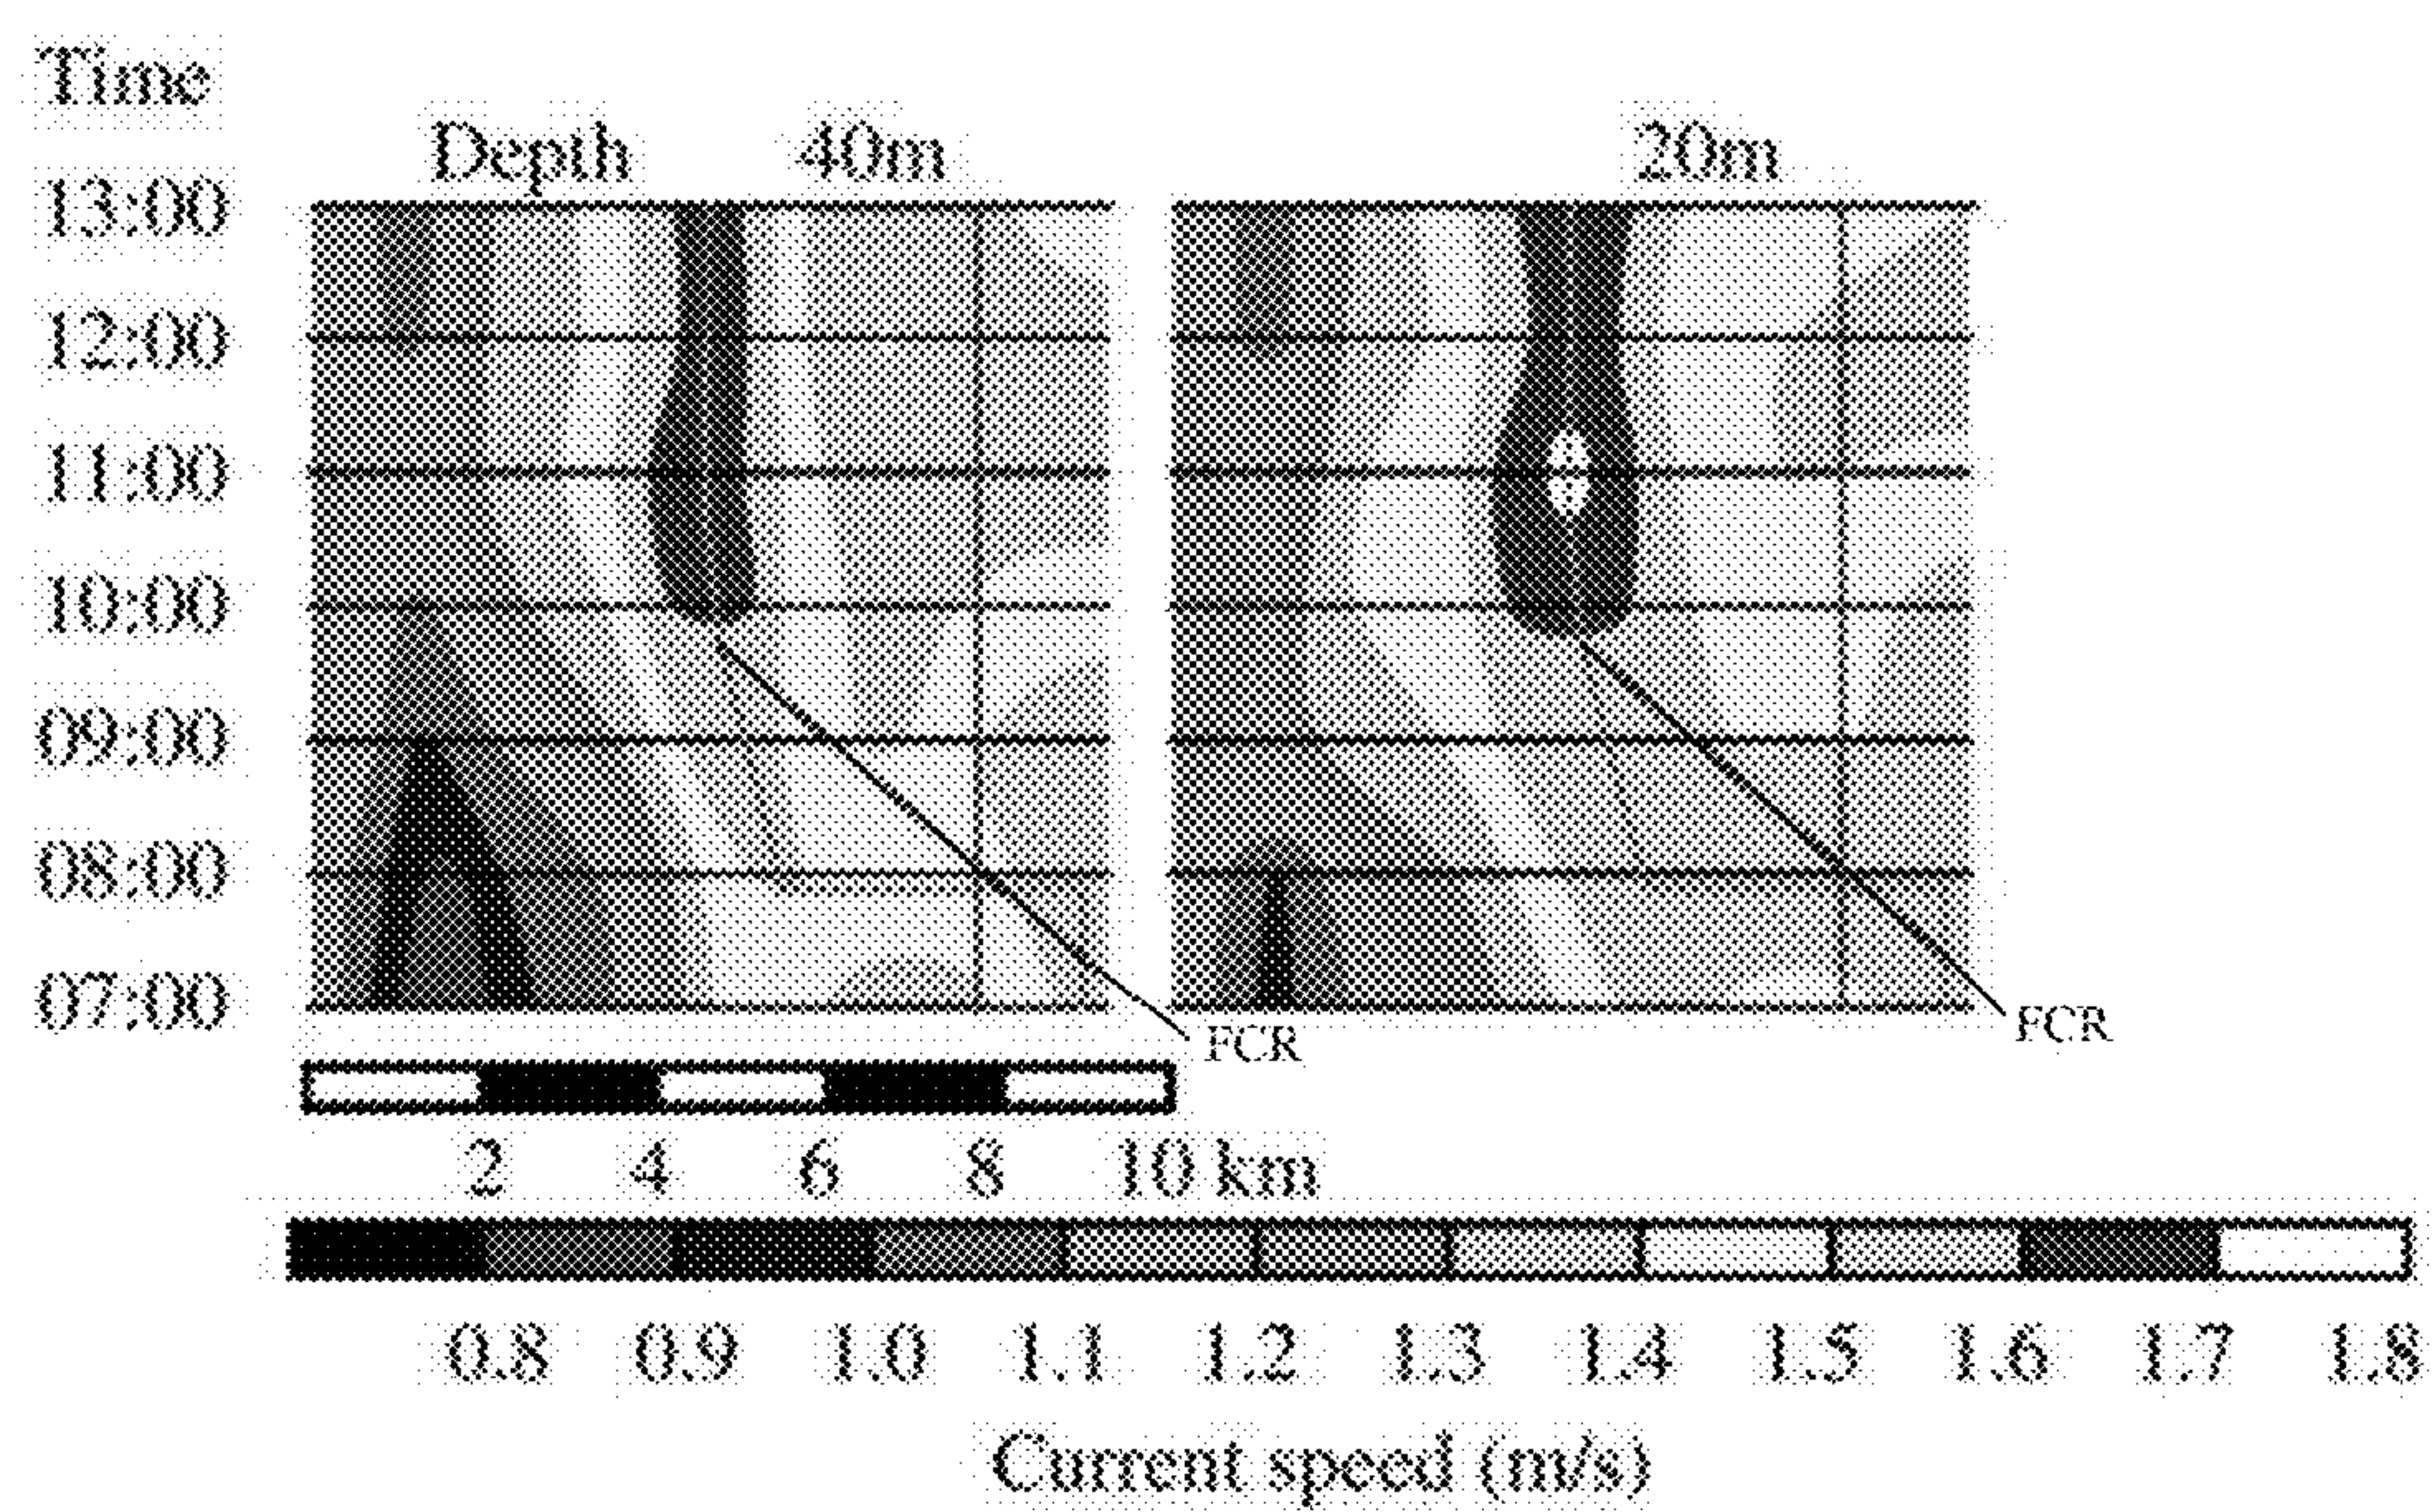 Time
Depth 40m 20m
13:00
12:00
11:00
10:00
09:00
08:00
07:00
FCR
FCR
2 4 6 8 10 km
0.8 0.9 1.0 1.1 1.2 1.3 1.4 1.5 1.6 1.7 1.8
Current speed (m/s)